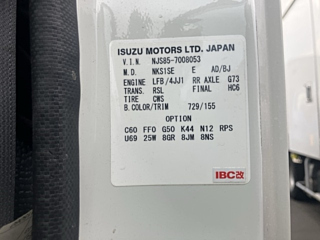 ISUZU MOTORS LTD. JAPAN
V.I.N. NJS85-7008053
M.D. NKS1SE E AD/BJ
ENGINE LFB/4JJ1 RR AXLE G73
TRANS. RSL FINAL HC6
TIRE CWS
B.COLOR/TRIM 729/155
OPTION
C60 FF0 G50 K44 N12 RPS
U69 25W 8GR 8JW 8NS
IBC改